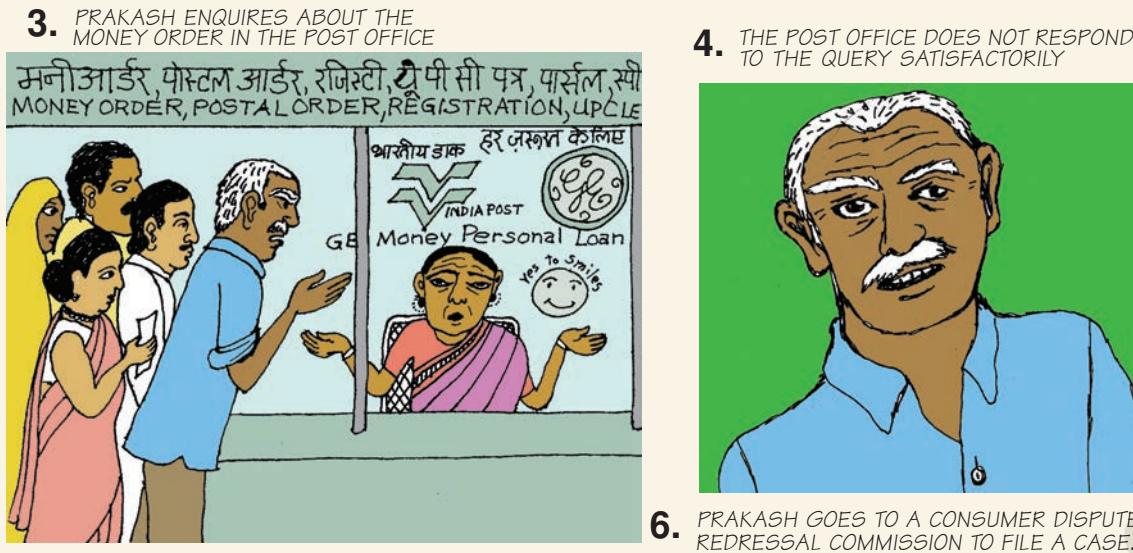 3. PRAKASH ENQUIRES ABOUT THE
MONEY ORDER IN THE POST OFFICE
मनीआर्डर, पोस्टल आर्डर, रजिस्टी, यू पी सी पत्र, पार्सल, स्पी
MONEY ORDER, POSTAL ORDER, REGISTRATION, UPC LE
भारतीय डाक
हर ज़रूरत के लिए
INDIA POST
GE
GE Money Personal Loan
yes to smiles
4. THE POST OFFICE DOES NOT RESPOND
TO THE QUERY SATISFACTORILY
6. PRAKASH GOES TO A CONSUMER DISPUTE
REDRESSAL COMMISSION TO FILE A CASE.